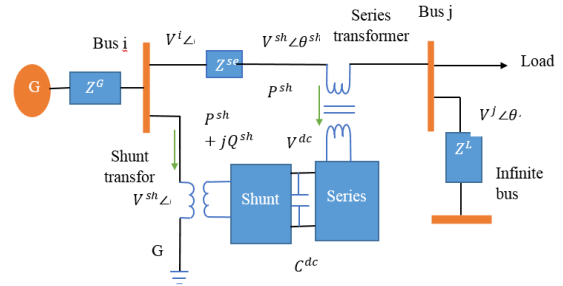 Series
transformer
Bus j
Bus i
V^i∠
V^sh∠θ^sh
Load
G
Z^G
Z^se
P^sh
P^sh
+ jQ^sh
V^dc
V^j∠θ
Shunt
transfor
V^sh∠
Shunt
Series
Z^L
Infinite
bus
G
C^dc